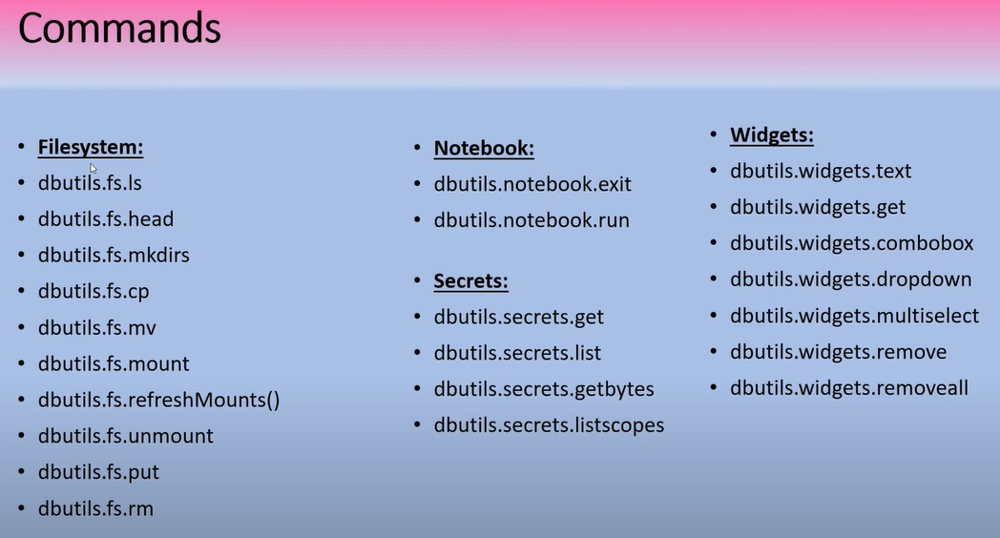 Commands
• Filesystem:
• dbutils.fs.ls
• dbutils.fs.head
• dbutils.fs.mkdirs
• dbutils.fs.cp
• dbutils.fs.mv
• dbutils.fs.mount
• dbutils.fs.refreshMounts()
• dbutils.fs.unmount
• dbutils.fs.put
• dbutils.fs.rm
• Notebook:
• dbutils.notebook.exit
• dbutils.notebook.run
• Secrets:
• dbutils.secrets.get
• dbutils.secrets.list
• dbutils.secrets.getbytes
• dbutils.secrets.listscopes
• Widgets:
• dbutils.widgets.text
• dbutils.widgets.get
• dbutils.widgets.combobox
• dbutils.widgets.dropdown
• dbutils.widgets.multiselect
• dbutils.widgets.remove
• dbutils.widgets.removeall